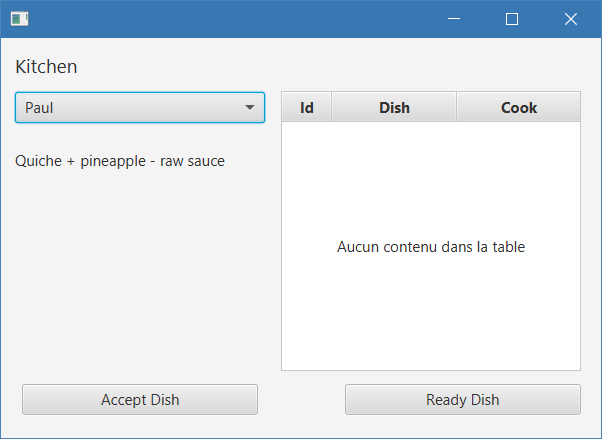 Kitchen
Paul
Quiche + pineapple - raw sauce
Id Dish Cook
Aucun contenu dans la table
Accept Dish
Ready Dish